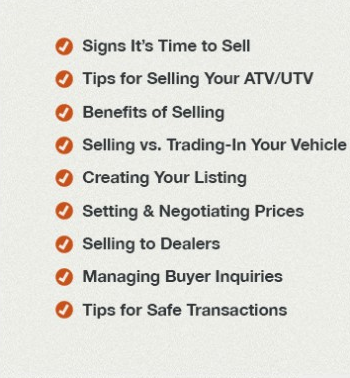 Signs It's Time to Sell
Tips for Selling Your ATV/UTV
Benefits of Selling
Selling vs. Trading-In Your Vehicle
Creating Your Listing
Setting & Negotiating Prices
Selling to Dealers
Managing Buyer Inquiries
Tips for Safe Transactions